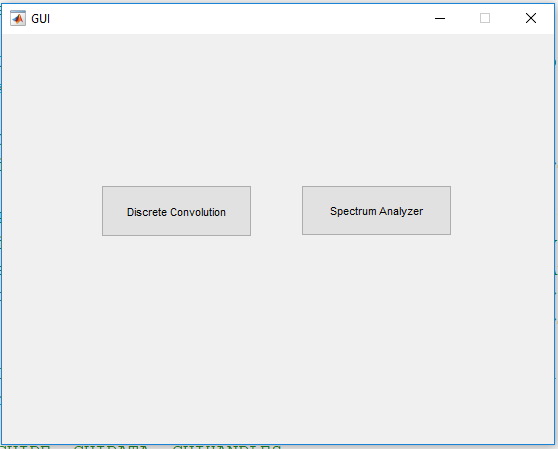 GUI
Discrete Convolution
Spectrum Analyzer